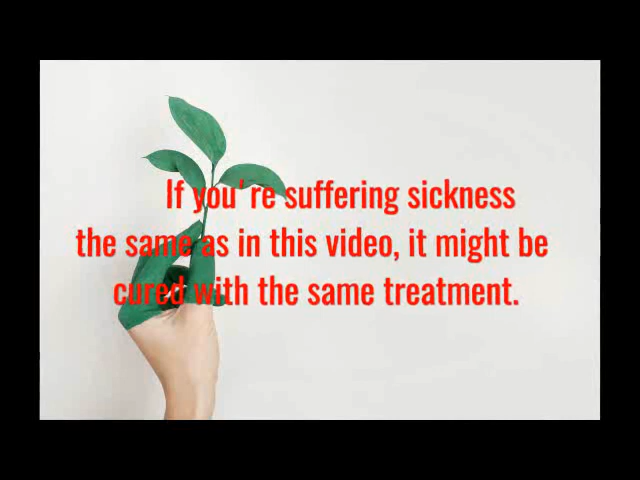 If you're suffering sickness
the same as in this video, it might be
cured with the same treatment.